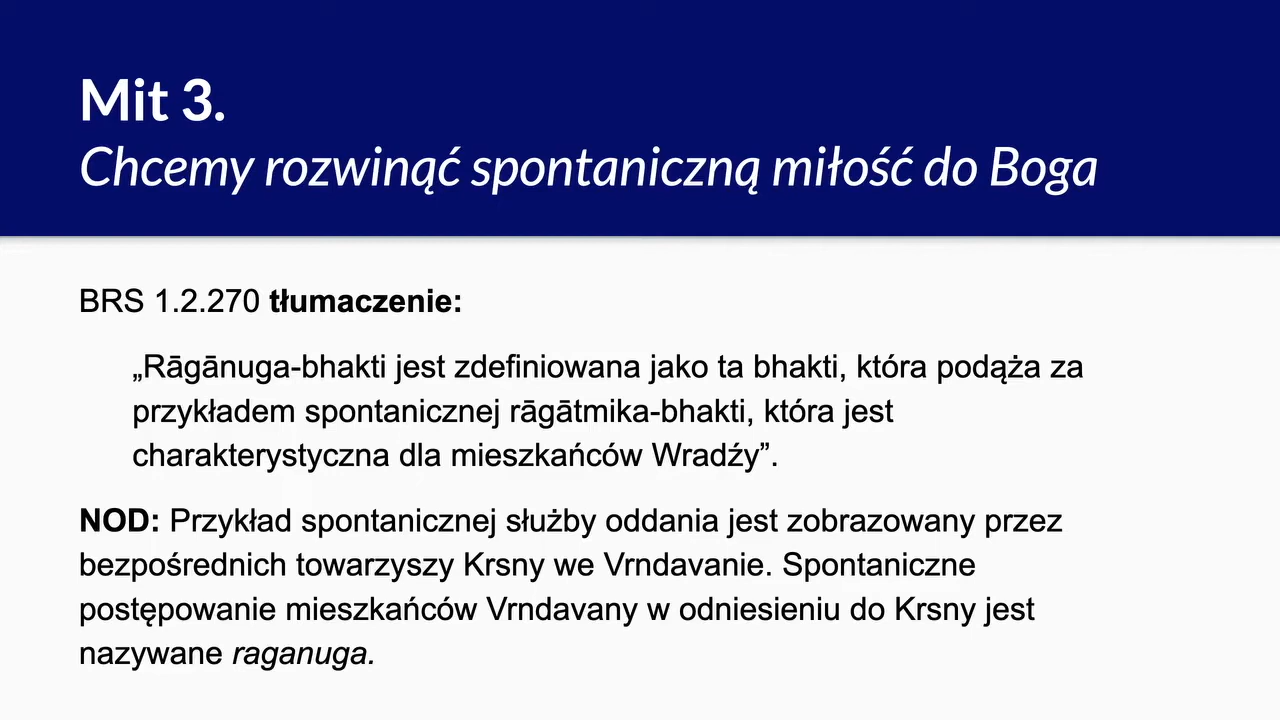 Mit 3.
Chcemy rozwinąć spontaniczną miłość do Boga
BRS 1.2.270 tłumaczenie:
„Rāgānuga-bhakti jest zdefiniowana jako ta bhakti, która podąża za
przykładem spontanicznej rāgātmika-bhakti, która jest
charakterystyczna dla mieszkańców Wradźy”.
NOD: Przykład spontanicznej służby oddania jest zobrazowany przez
bezpośrednich towarzyszy Krsny we Vrndavanie. Spontaniczne
postępowanie mieszkańców Vrndavany w odniesieniu do Krsny jest
nazywane raganuga.